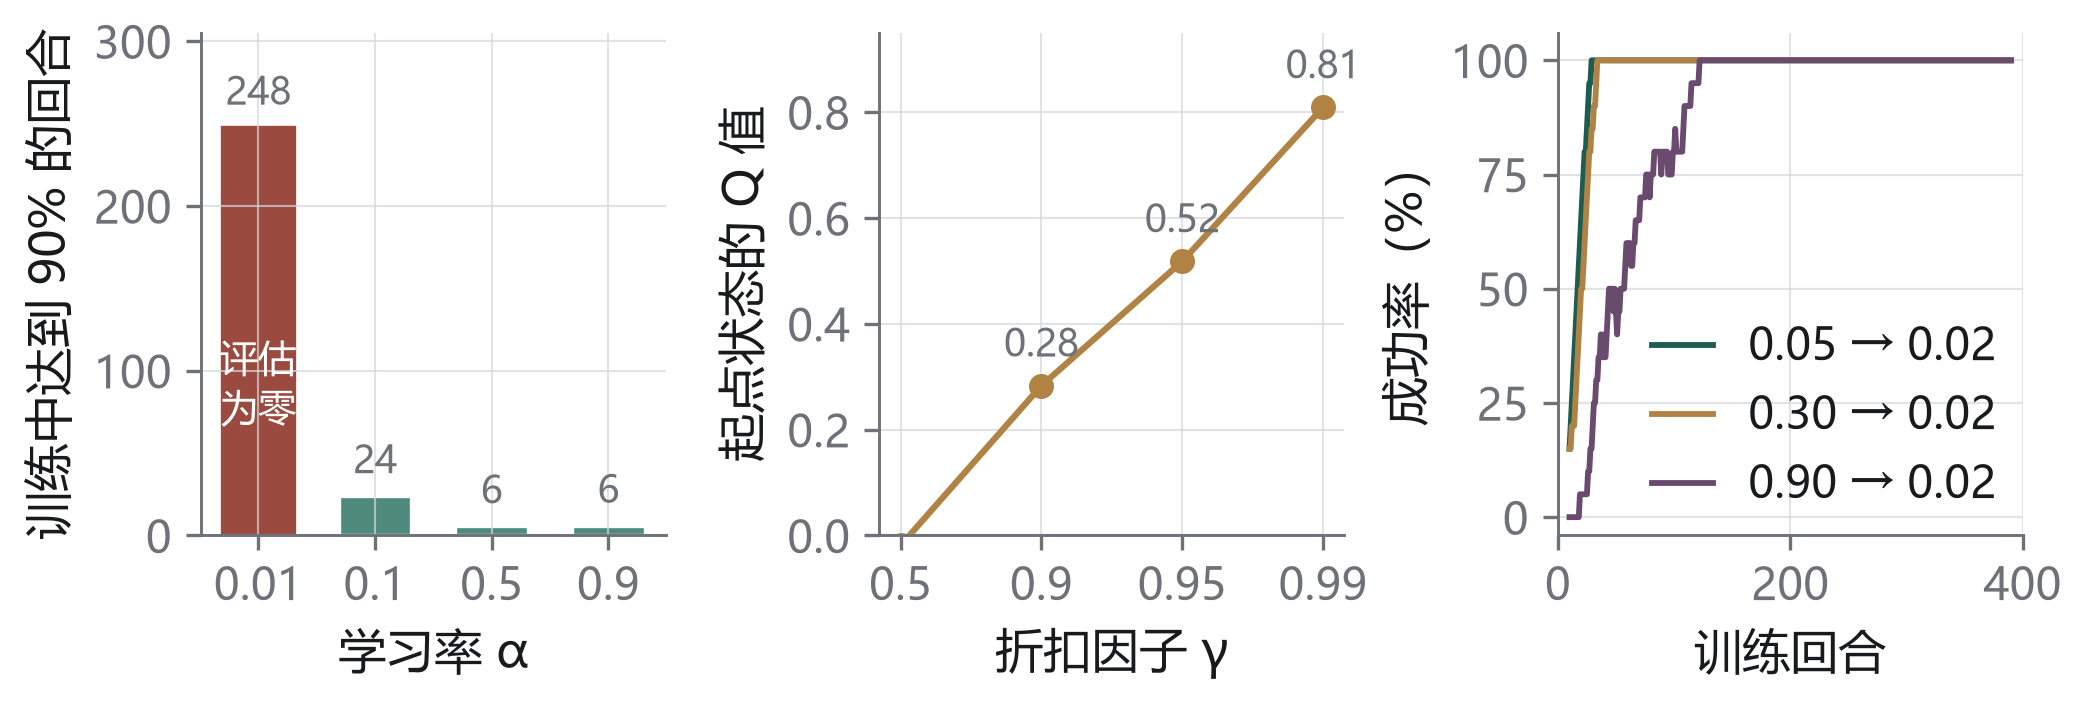 训练中达到 90% 的回合
300
200
100
0
248
评估
为零
24
6
6
0.01
0.1
0.5
0.9
学习率 α
起点状态的 Q 值
0.8
0.6
0.4
0.2
0.0
0.28
0.52
0.81
0.5
0.9
0.95
0.99
折扣因子 γ
成功率 (%)
100
75
50
25
0
0.05 → 0.02
0.30 → 0.02
0.90 → 0.02
0
200
400
训练回合